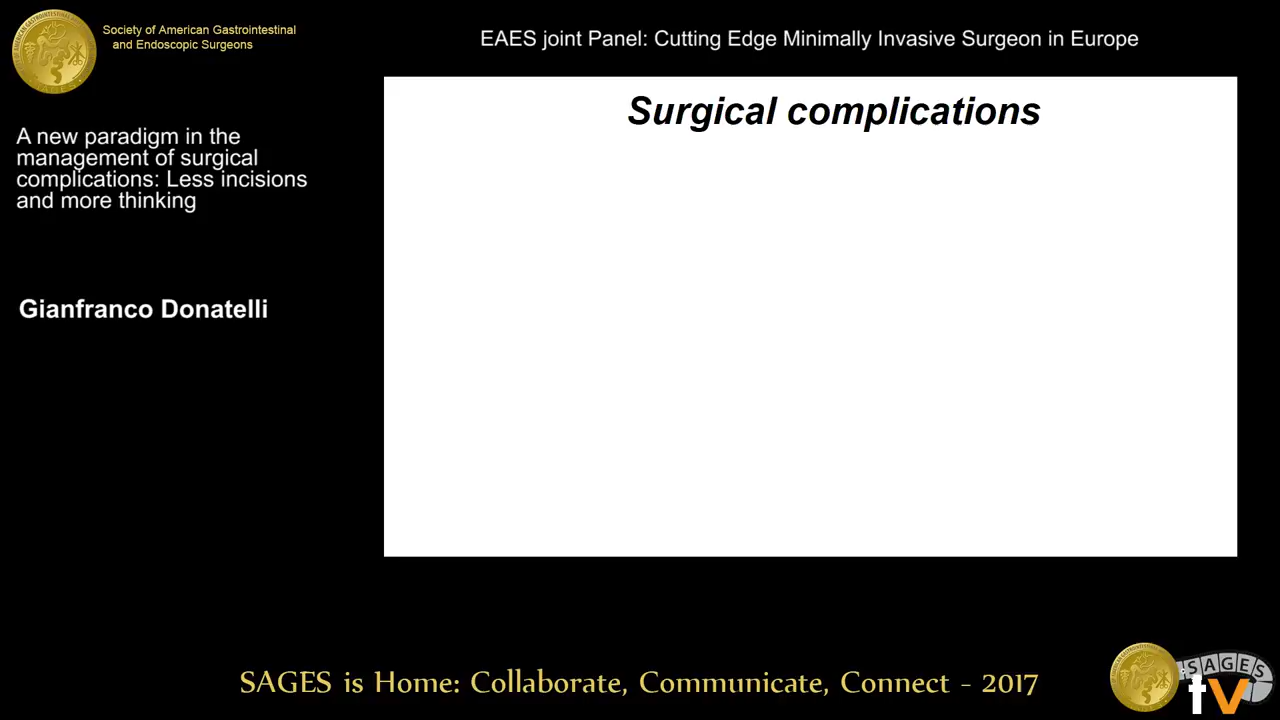 Society of American Gastrointestinal
and Endoscopic Surgeons
EAES joint Panel: Cutting Edge Minimally Invasive Surgeon in Europe
A new paradigm in the
management of surgical
complications: Less incisions
and more thinking
Gianfranco Donatelli
Surgical complications
SAGES is Home: Collaborate, Communicate, Connect - 2017
SAGES
tv